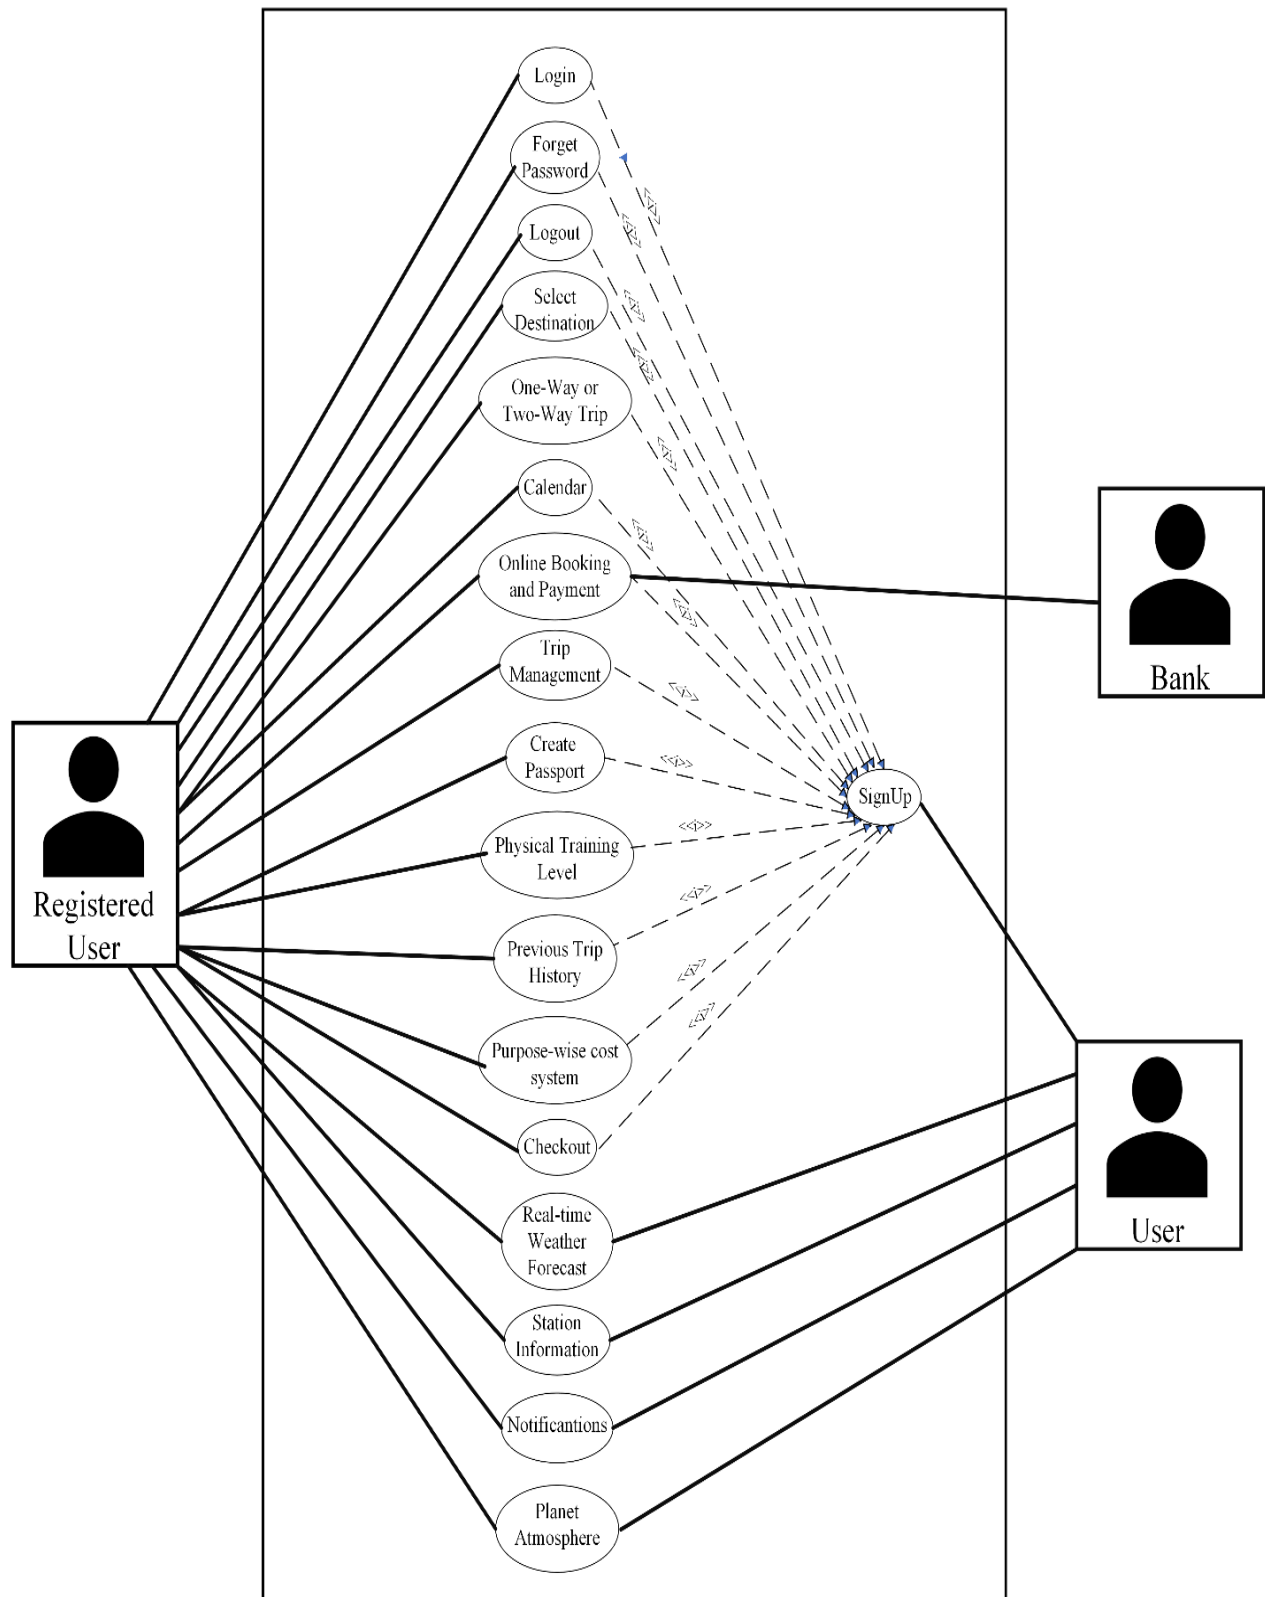 Login
Forget
Password
Logout
Select
Destination
One-Way or
Two-Way Trip
Calendar
Online Booking
and Payment
Trip
Management
Create
Passport
Physical Training
Level
Previous Trip
History
Purpose-wise cost
system
Checkout
Real-time
Weather
Forecast
Station
Information
Notificantions
Planet
Atmosphere
SignUp
Registered
User
Bank
User